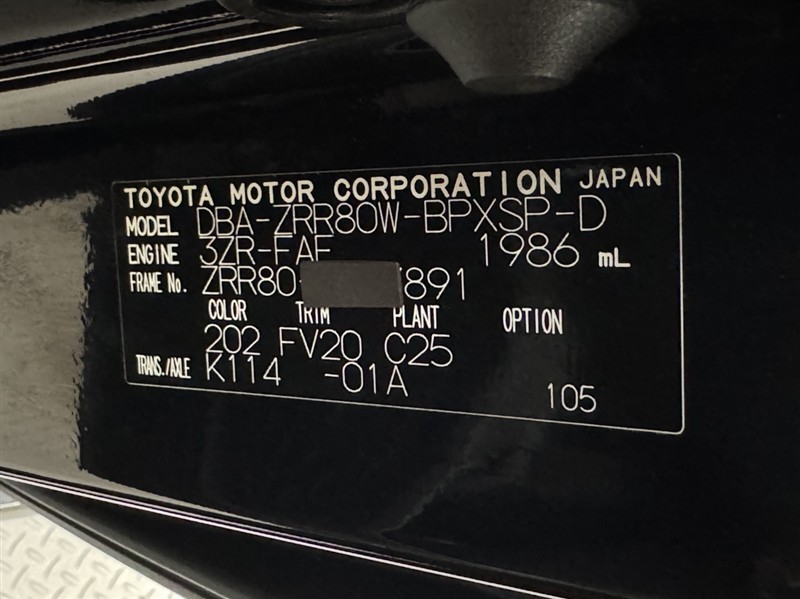 TOYOTA MOTOR CORPORATION JAPAN
MODEL DBA-ZRR80W-BPXSP-D
ENGINE 3ZR-FAE 1986 mL
FRAME No. ZRR80- 891
COLOR TRIM PLANT OPTION
202 FV20 C25
TRANS./AXLE K114 -01A
105